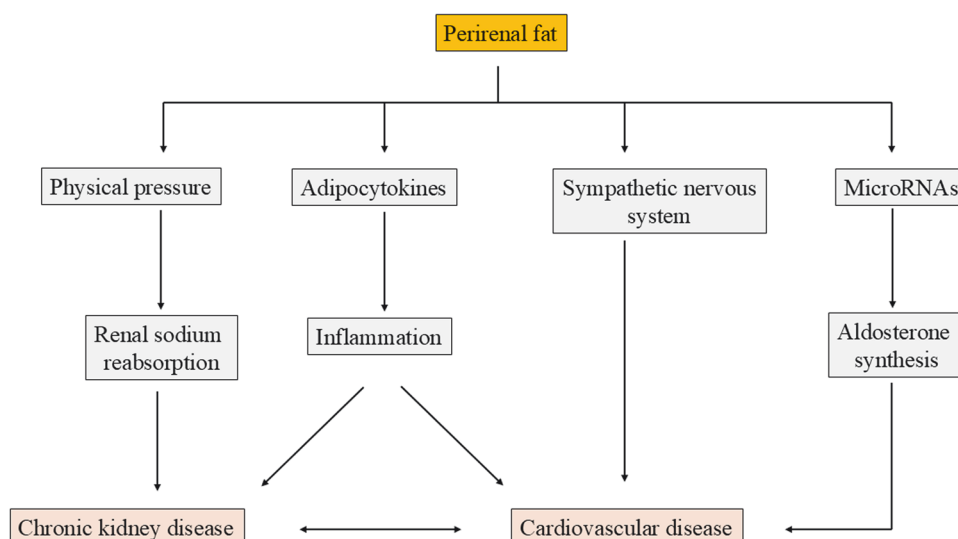 Perirenal fat
Physical pressure
Adipocytokines
Sympathetic nervous
system
MicroRNAs
Renal sodium
reabsorption
Inflammation
Aldosterone
synthesis
Chronic kidney disease
Cardiovascular disease